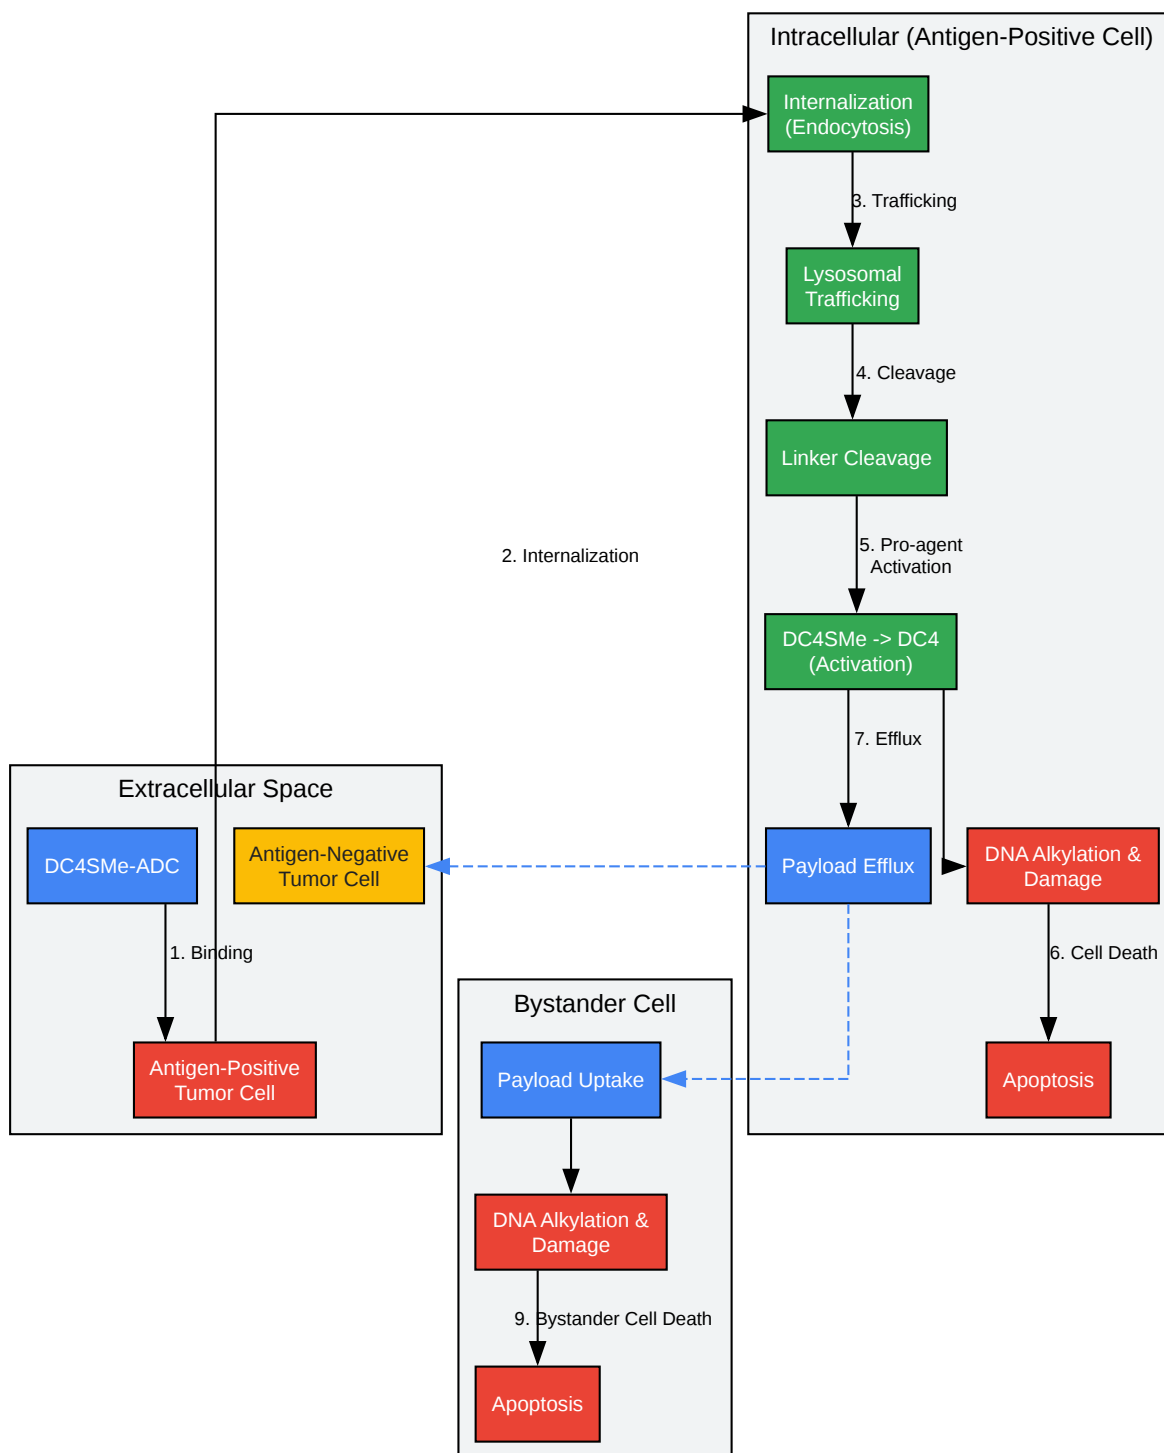 Intracellular (Antigen-Positive Cell)
Internalization
(Endocytosis)
3. Trafficking
Lysosomal
Trafficking
4. Cleavage
Linker Cleavage
2. Internalization
5. Pro-agent
Activation
DC4SMe -> DC4
(Activation)
7. Efflux
Extracellular Space
DC4SMe-ADC
Antigen-Negative
Tumor Cell
Payload Efflux
DNA Alkylation &
Damage
1. Binding
6. Cell Death
Antigen-Positive
Tumor Cell
Bystander Cell
Payload Uptake
Apoptosis
DNA Alkylation &
Damage
9. Bystander Cell Death
Apoptosis